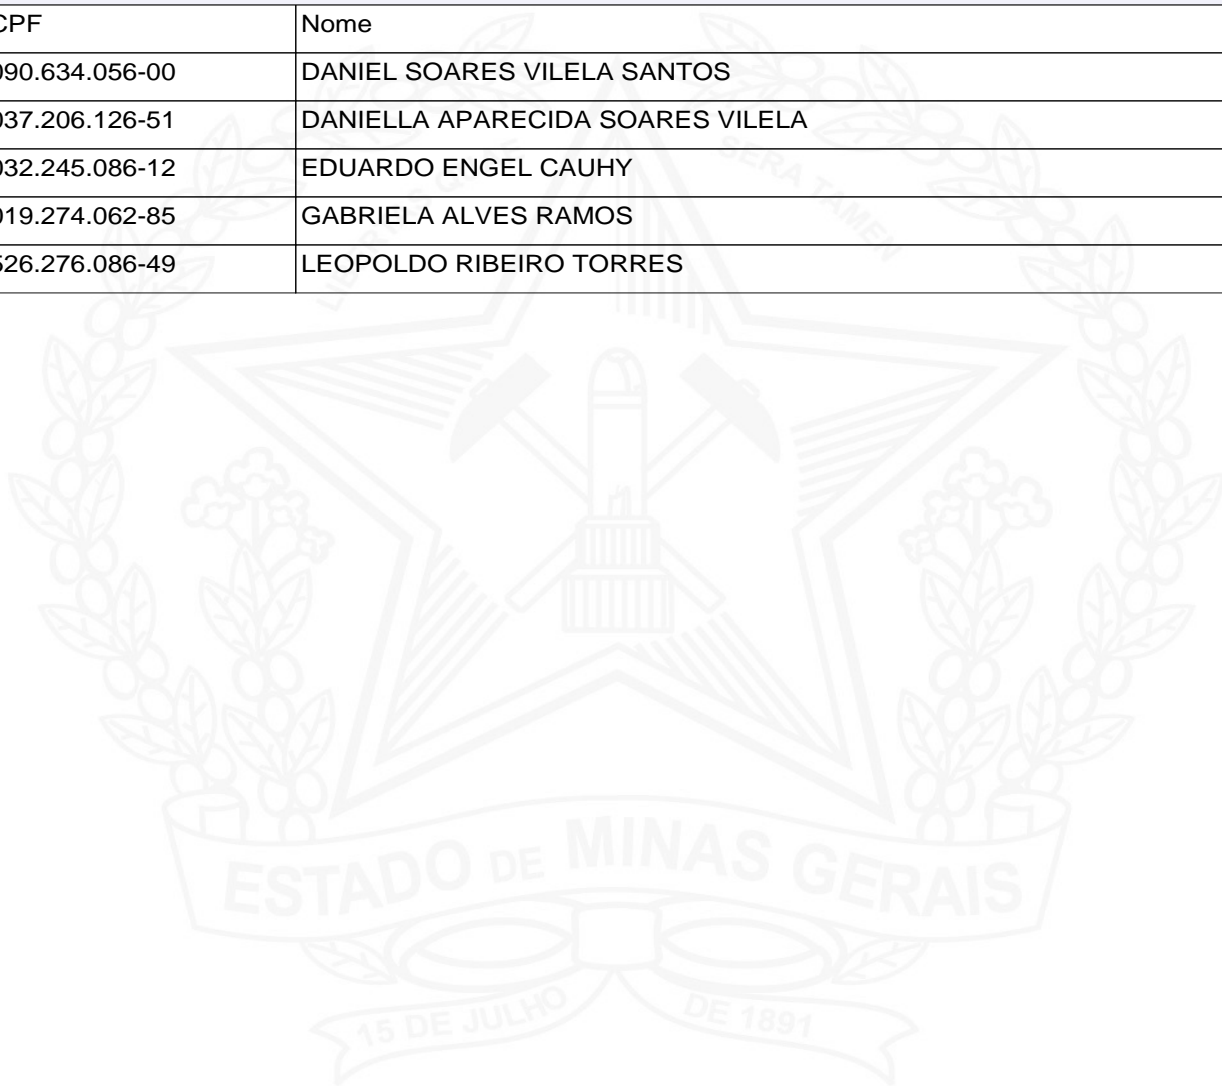 CPF Nome
090.634.056-00 DANIEL SOARES VILELA SANTOS
037.206.126-51 DANIELLA APARECIDA SOARES VILELA
032.245.086-12 EDUARDO ENGEL CAUHY
019.274.062-85 GABRIELA ALVES RAMOS
526.276.086-49 LEOPOLDO RIBEIRO TORRES
QUE SERA TAMEN
ESTADO DE MINAS GERAIS
15 DE JULHO DE 1891